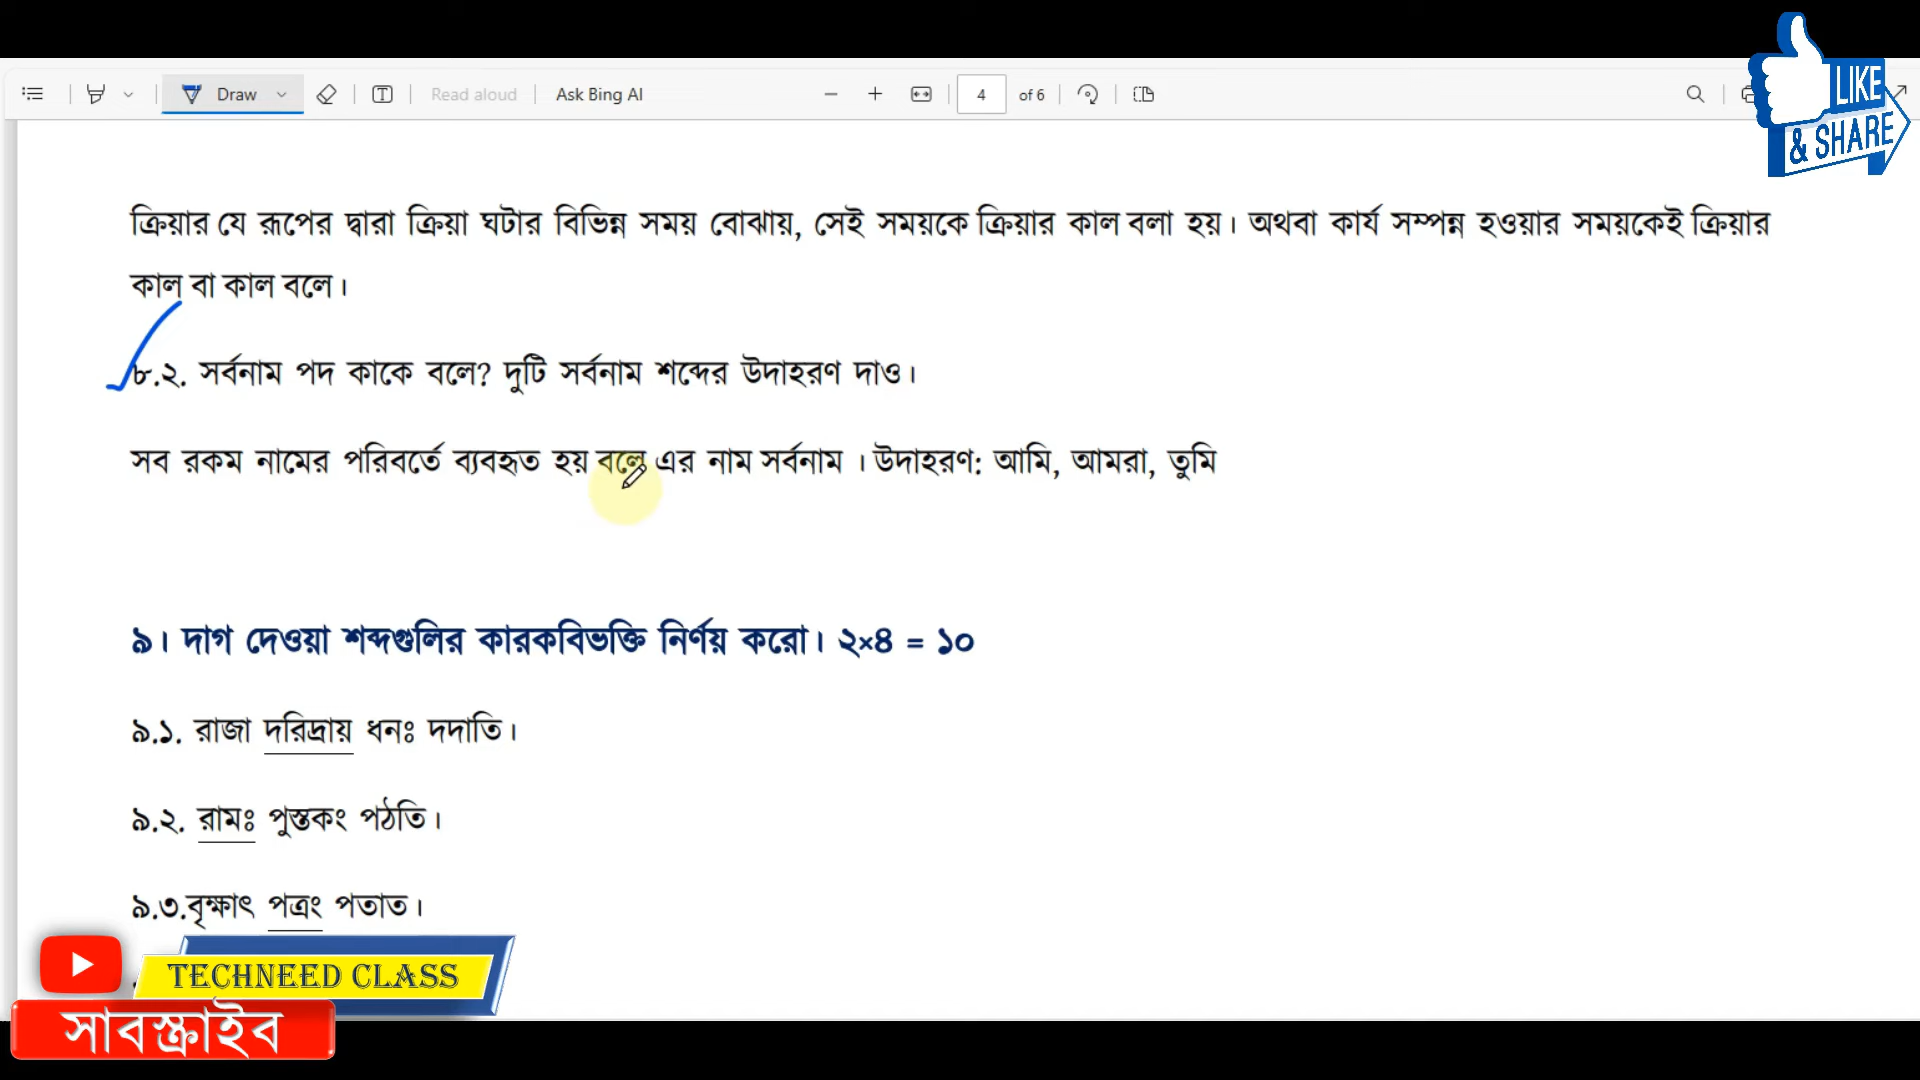 LIKE
& SHARE
Draw Read aloud Ask Bing AI 4 of 6
ক্রিয়ার যে রূপের দ্বারা ক্রিয়া ঘটার বিভিন্ন সময় বোঝায়, সেই সময়কে ক্রিয়ার কাল বলা হয়। অথবা কার্য সম্পন্ন হওয়ার সময়কেই ক্রিয়ার
কাল বা কাল বলে।
৮.২. সর্বনাম পদ কাকে বলে? দুটি সর্বনাম শব্দের উদাহরণ দাও।
সব রকম নামের পরিবর্তে ব্যবহৃত হয় বলে এর নাম সর্বনাম । উদাহরণ: আমি, আমরা, তুমি
৯। দাগ দেওয়া শব্দগুলির কারকবিভক্তি নির্ণয় করো। ২×৪ = ১০
৯.১. রাজা দরিদ্রায় ধনঃ দদাতি।
৯.২. রামঃ পুস্তকং পঠতি।
৯.৩.বৃক্ষাৎ পত্রং পতাত।
TECHNEED CLASS
সাবস্ক্রাইব